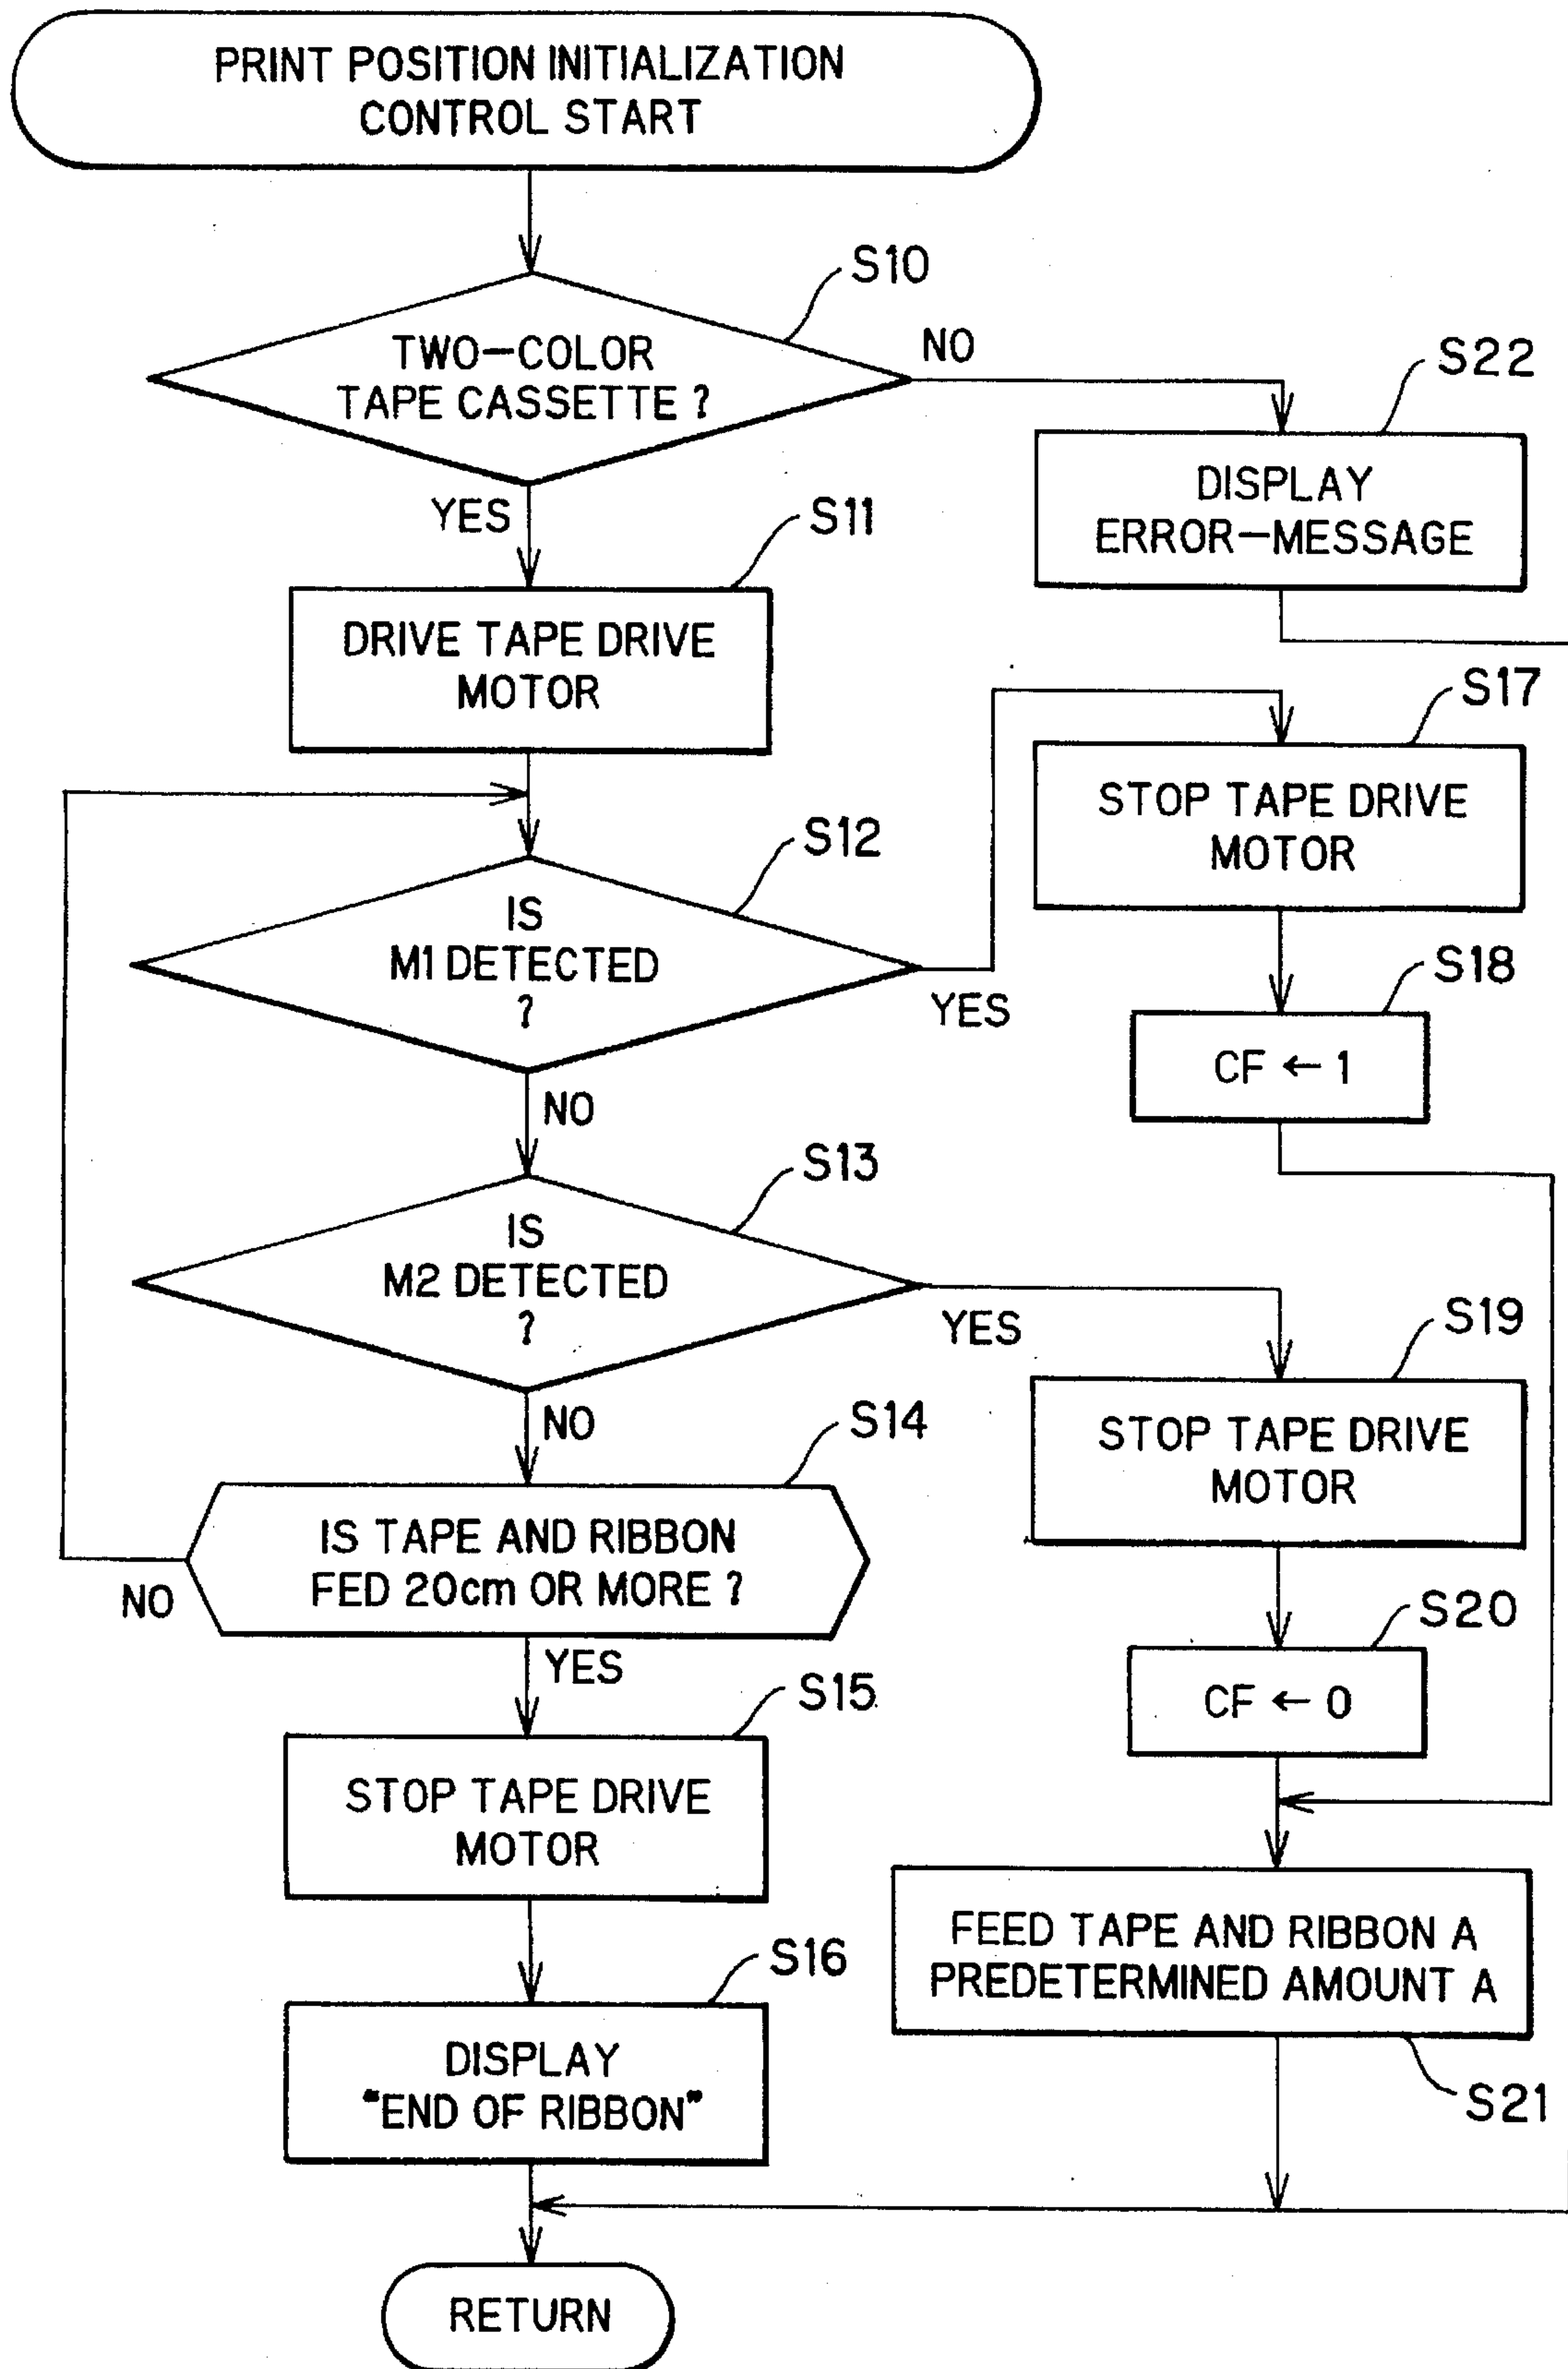 PRINT POSITION INITIALIZATION
CONTROL START
S10
TWO-COLOR
TAPE CASSETTE ?
NO
S22
DISPLAY
ERROR-MESSAGE
YES
S11
DRIVE TAPE DRIVE
MOTOR
S17
STOP TAPE DRIVE
MOTOR
S12
IS
M1 DETECTED
?
YES
S18
CF ← 1
NO
S13
IS
M2 DETECTED
?
YES
S19
STOP TAPE DRIVE
MOTOR
NO
S14
IS TAPE AND RIBBON
FED 20cm OR MORE ?
NO
S20
CF ← 0
YES
S15
STOP TAPE DRIVE
MOTOR
FEED TAPE AND RIBBON A
PREDETERMINED AMOUNT A
S16
DISPLAY
"END OF RIBBON"
S21
RETURN